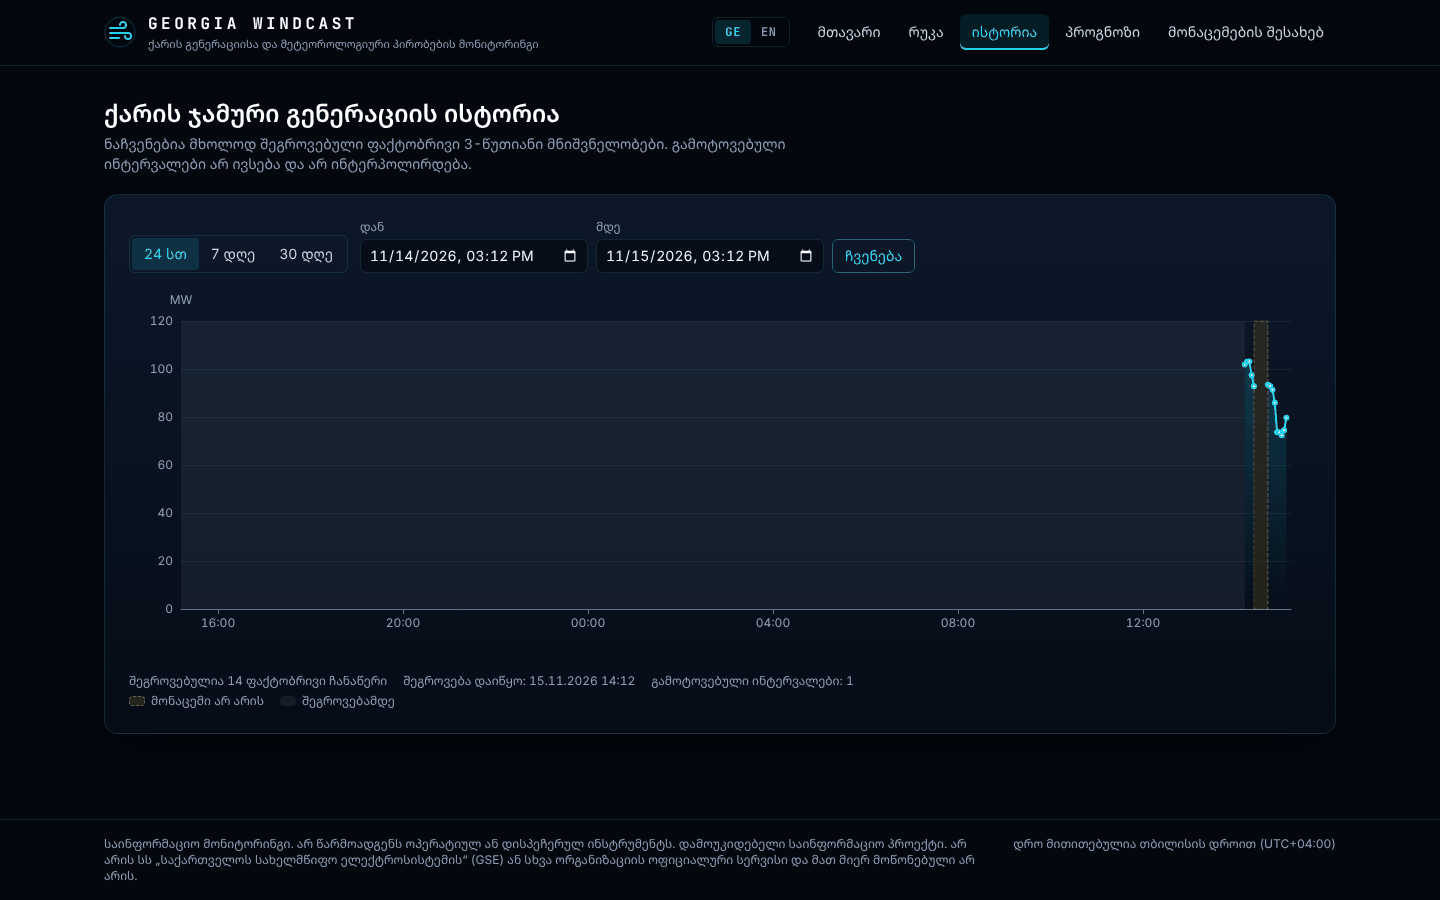 GEORGIA WINDCAST
ქარის გენერაციისა და მეტეოროლოგიური პირობების მონიტორინგი
GE EN
მთავარი რუკა ისტორია პროგნოზი მონაცემების შესახებ
ქარის ჯამური გენერაციის ისტორია
ნაჩვენებია მხოლოდ შეგროვებული ფაქტობრივი 3-წუთიანი მნიშვნელობები. გამოტოვებული
ინტერვალები არ ივსება და არ ინტერპოლირდება.
24 სთ 7 დღე 30 დღე
დან
11/14/2026, 03:12 PM
მდე
11/15/2026, 03:12 PM
ჩვენება
MW
120
100
80
60
40
20
0
16:00 20:00 00:00 04:00 08:00 12:00
შეგროვებულია 14 ფაქტობრივი ჩანაწერი შეგროვება დაიწყო: 15.11.2026 14:12 გამოტოვებული ინტერვალები: 1
მონაცემი არ არის შეგროვებამდე
საინფორმაციო მონიტორინგი. არ წარმოადგენს ოპერატიულ ან დისპეჩერულ ინსტრუმენტს. დამოუკიდებელი საინფორმაციო პროექტი. არ
არის სს „საქართველოს სახელმწიფო ელექტროსისტემის“ (GSE) ან სხვა ორგანიზაციის ოფიციალური სერვისი და მათ მიერ მოწონებული არ
არის.
დრო მითითებულია თბილისის დროით (UTC+04:00)